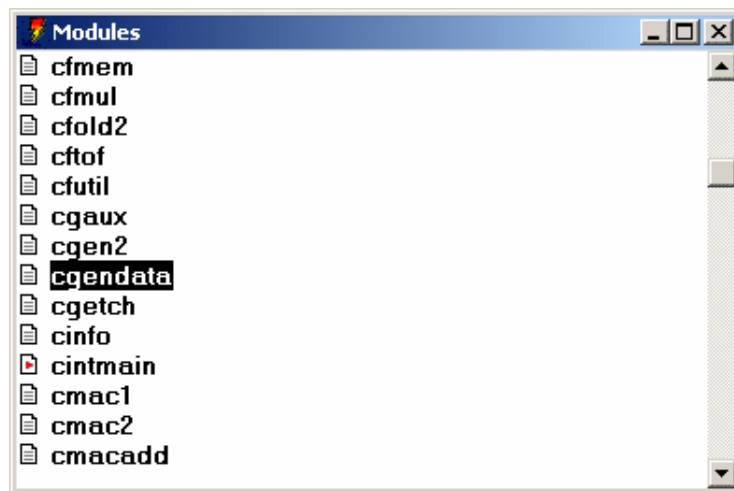 Modules
cfmem
cfmul
cfold2
cftof
cfutil
cgaux
cgen2
cgendata
cgetch
cinfo
cintmain
cmac1
cmac2
cmacadd